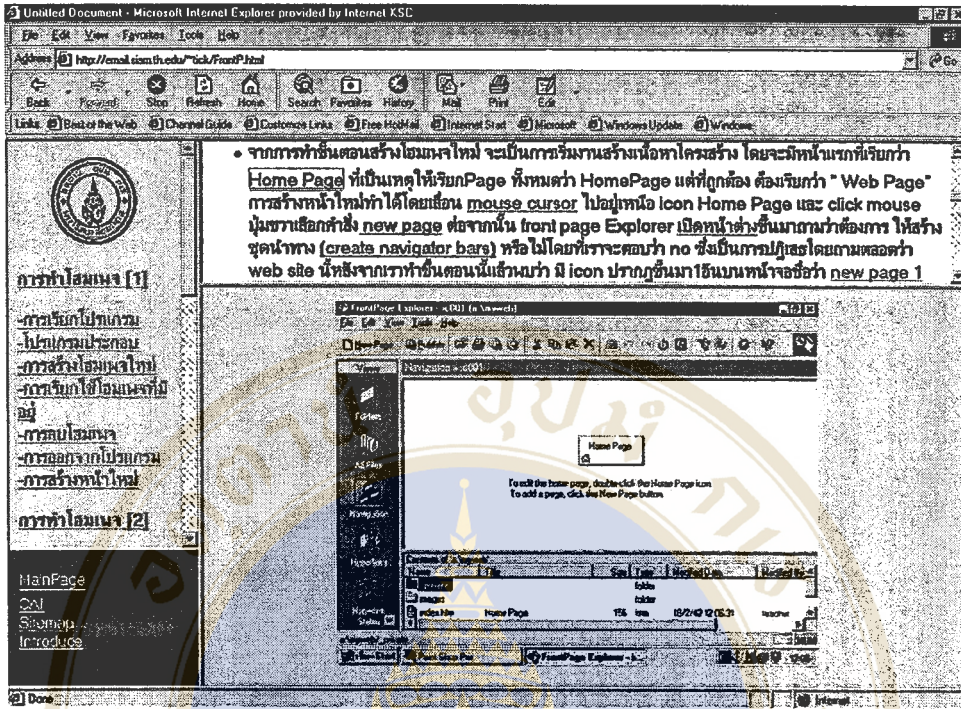 Untitled Document - Microsoft Internet Explorer provided by Internet KSC
File Edit View Favorites Tools Help
Address http://email.siam.th.edu/~tick/FrontP.html Go
Back Forward Stop Refresh Home Search Favorites History Mail Print Edit
Links Best of the Web Channel Guide Customize Links Free HotMail Internet Start Microsoft Windows Update Windows
การทำโฮมเพจ [1]
-การเรียกโปรแกรม
-โปรแกรมประกอบ
-การสร้างโฮมเพจใหม่
-การเรียกใช้โฮมเพจที่มี
อยู่
-การลบโฮมเพจ
-การออกจากโปรแกรม
-การสร้างหน้าใหม่
การทำโฮมเพจ [2]
MainPage
CAI
Sitemap
Introduce
• จากการทำขั้นตอนสร้างโฮมเพจใหม่ จะเป็นการเริ่มงานสร้างเนื้อหาโครงสร้าง โดยจะมีหน้าแรกที่เรียกว่า
Home Page ที่เป็นเหตุให้เรียกPage ทั้งหมดว่า HomePage แต่ที่ถูกต้อง ต้องเรียกว่า " Web Page"
การสร้างหน้าใหม่ทำได้โดยเลื่อน mouse cursor ไปอยู่เหนือ Icon Home Page และ click mouse
ปุ่มขวาเลือกคำสั่ง new page ต่อจากนั้น front page Explorer เปิดหน้าต่างขึ้นมาถามว่าต้องการ ให้สร้าง
ชุดนำทาง (create navigator bars) หรือไม่โดยที่เราจะตอบว่า no ซึ่งเป็นการปฏิเสธโดยถามตลอดว่า
web site นี้หลังจากเราทำขั้นตอนนี้แล้วพบว่า มี icon ปรากฏขึ้นมา1อันบนหน้าจอชื่อว่า new page 1
FrontPage Explorer
File Edit View Tools Help
New Page Publish
Views
Folders
All Files
Navigation
Hyperlinks
Hyperlink
Status
Home Page
To edit the home page, double-click the Home Page icon
To add a page, click the New Page button.
Name Title Size Type Modified Date Modified By
folder
images folder
index.htm Home Page 156 htm teacher
FrontPage Explorer
Done Internet